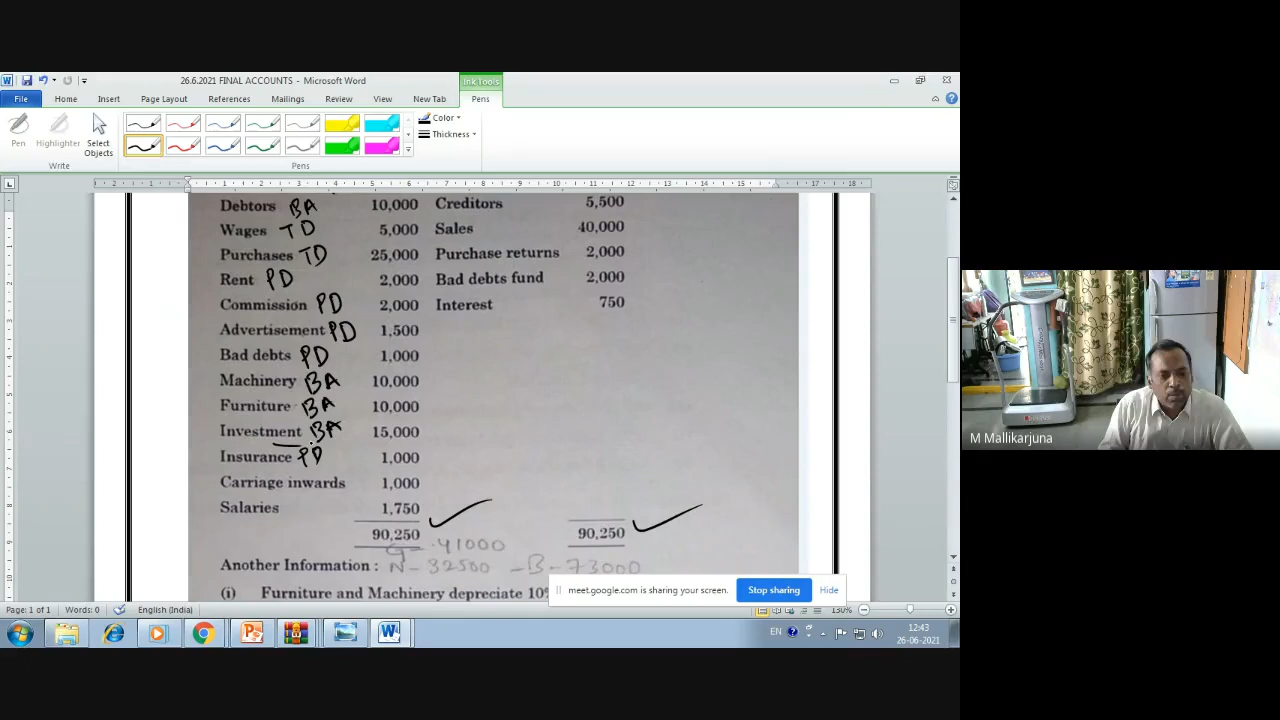 26.6.2021 FINAL ACCOUNTS - Microsoft Word
Ink Tools
File Home Insert Page Layout References Mailings Review View New Tab Pens
Pen Highlighter Select Objects
Color
Thickness
Write Pens
Debtors BA 10,000 Creditors 5,500
Wages TD 5,000 Sales 40,000
Purchases TD 25,000 Purchase returns 2,000
Rent PD 2,000 Bad debts fund 2,000
Commission PD 2,000 Interest 750
Advertisement PD 1,500
Bad debts PD 1,000
Machinery BA 10,000
Furniture BA 10,000
Investment BA 15,000
Insurance PD 1,000
Carriage inwards 1,000
Salaries 1,750
90,250 90,250
G - 41000
Another Information : N - 32500 - B - 73000
(i) Furniture and Machinery depreciate 10%
meet.google.com is sharing your screen. Stop sharing Hide
Page: 1 of 1 Words: 0 English (India) 130%
EN 12:43
26-06-2021
M Mallikarjuna